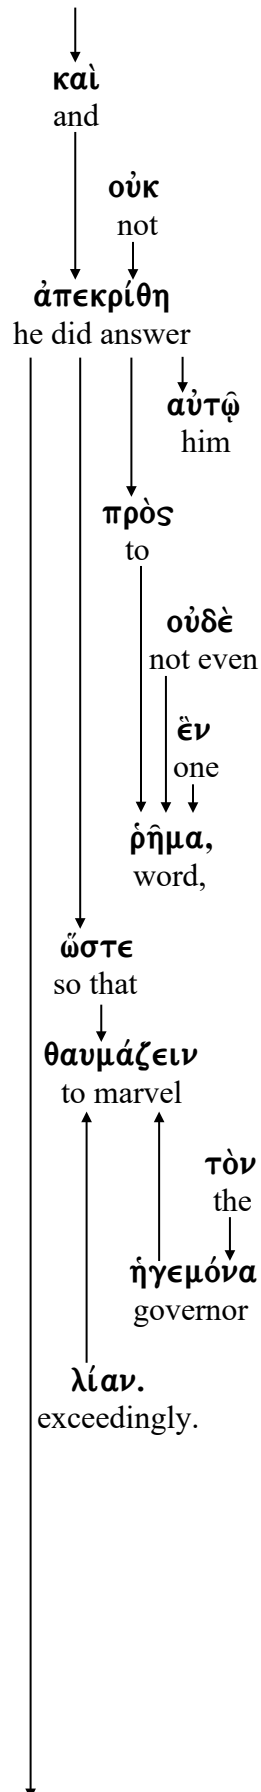 καὶ
and
οὐκ
not
ἀπεκρίθη
he did answer
αὐτῷ
him
πρὸς
to
οὐδὲ
not even
ἓν
one
ῥῆμα,
word,
ὥστε
so that
θαυμάζειν
to marvel
τὸν
the
ἡγεμόνα
governor
λίαν.
exceedingly.